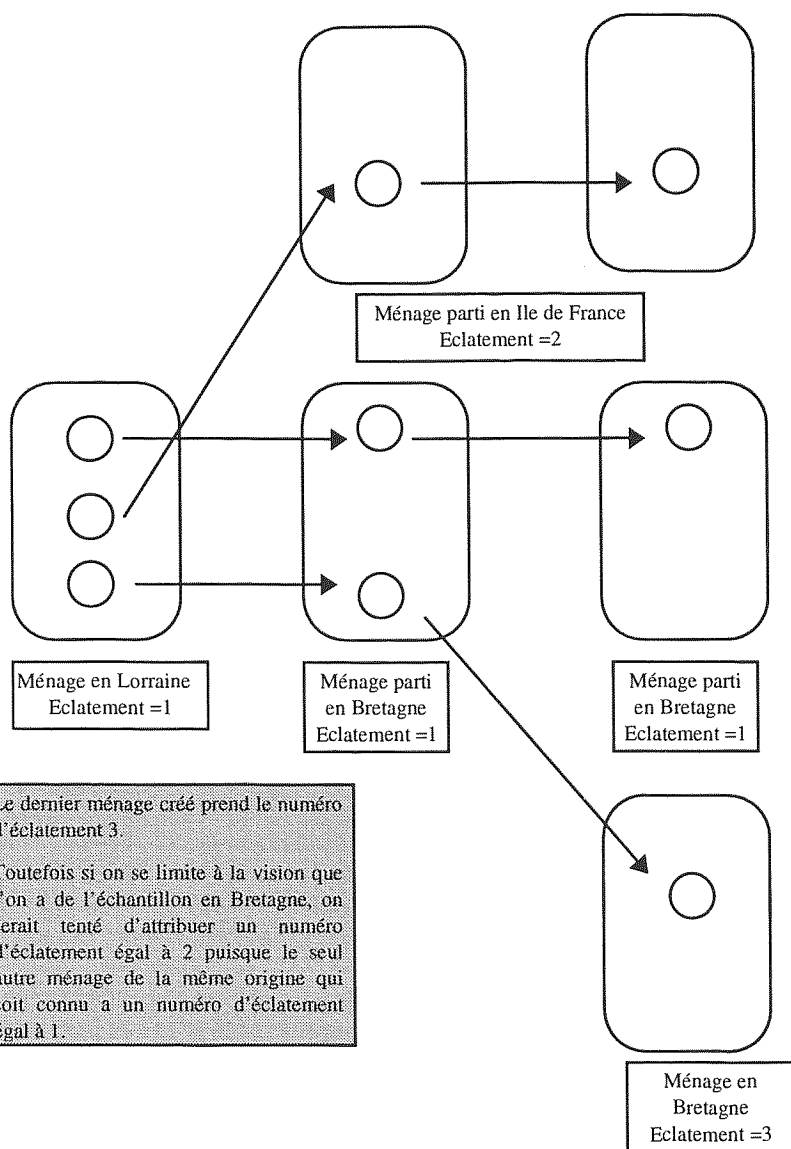 Ménage parti en Ile de France
Eclatement =2
Ménage en Lorraine
Eclatement =1
Ménage parti
en Bretagne
Eclatement =1
Ménage parti
en Bretagne
Eclatement =1
Le dernier ménage créé prend le numéro
d'éclatement 3.
Toutefois si on se limite à la vision que
l'on a de l'échantillon en Bretagne, on
serait tenté d'attribuer un numéro
d'éclatement égal à 2 puisque le seul
autre ménage de la même origine qui
soit connu a un numéro d'éclatement
égal à 1.
Ménage en
Bretagne
Eclatement =3